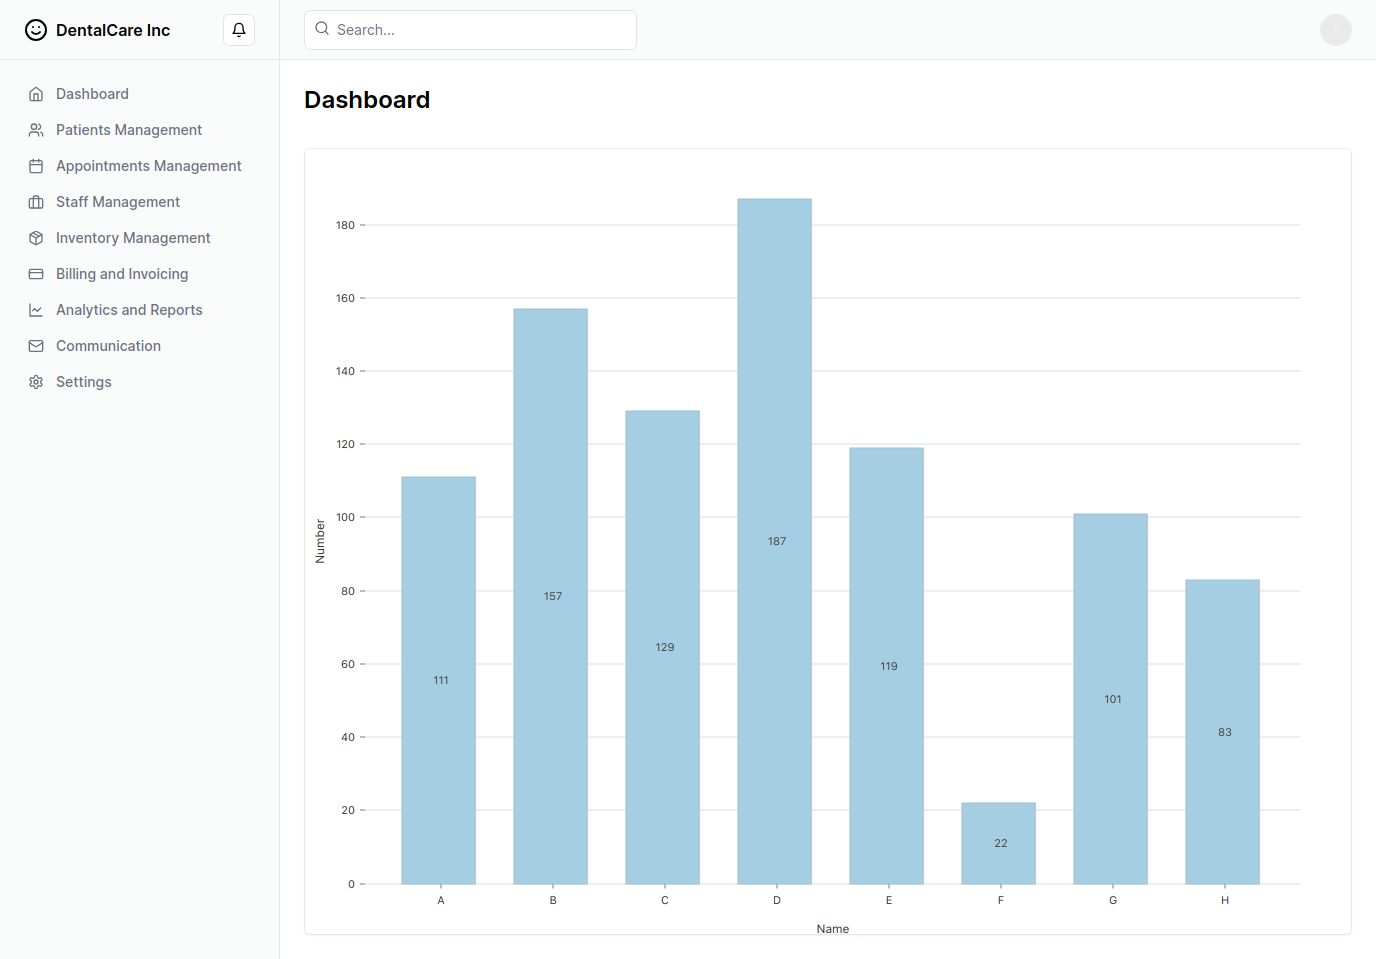 DentalCare Inc
Search...
Dashboard
Patients Management
Appointments Management
Staff Management
Inventory Management
Billing and Invoicing
Analytics and Reports
Communication
Settings
Dashboard
180
160
140
120
100
80
60
40
20
0
Number
111
157
129
187
119
22
101
83
A B C D E F G H
Name